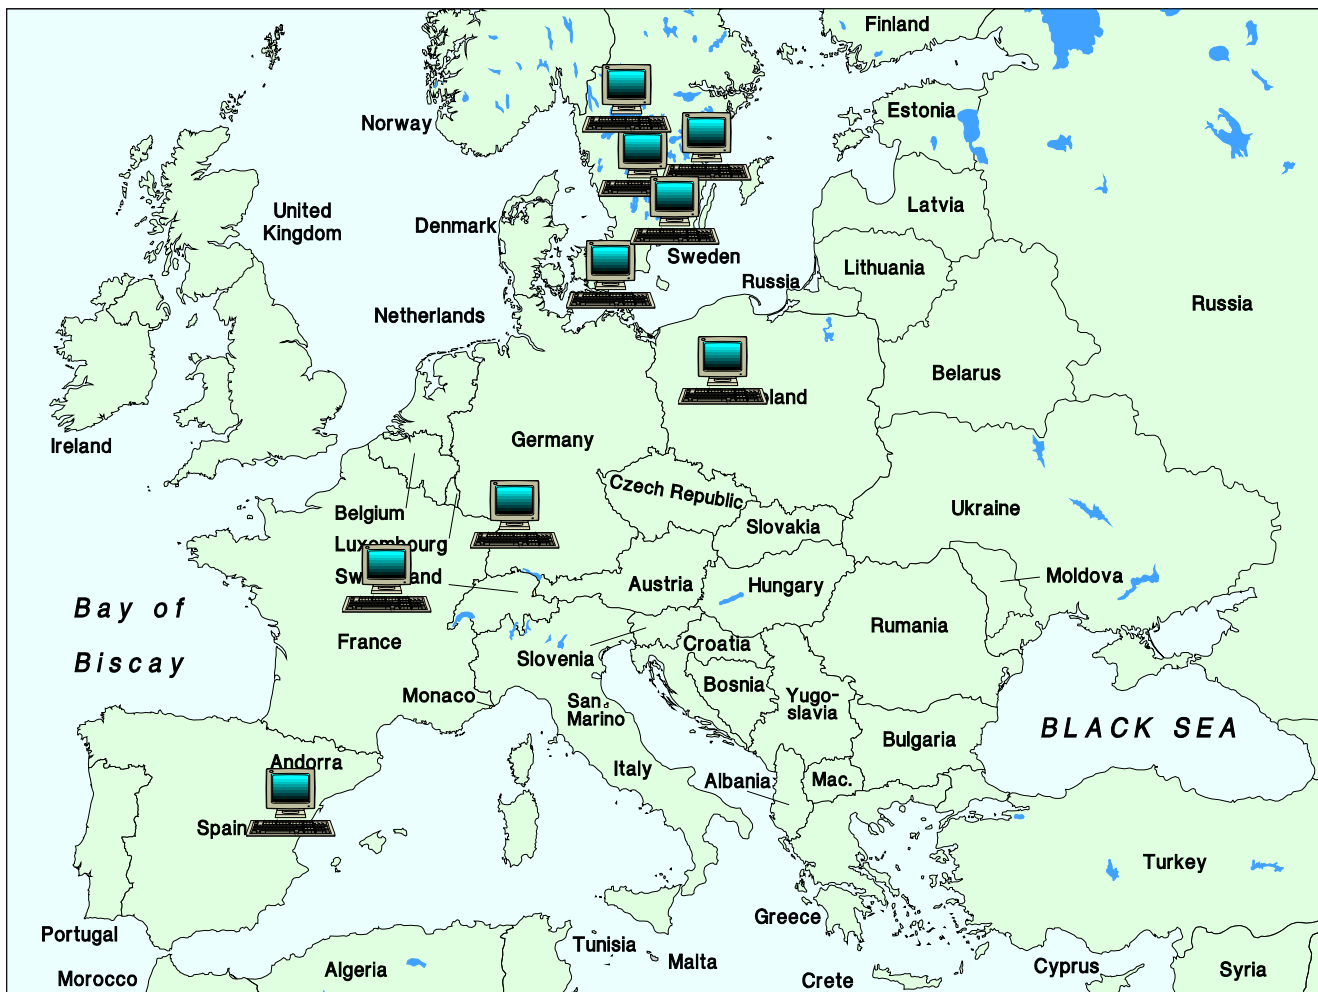 Finland
Norway
Estonia
United
Kingdom
Denmark
Latvia
Sweden
Lithuania
Russia
Russia
Netherlands
Belarus
land
Ireland
Germany
Czech Republic
Ukraine
Belgium
Slovakia
Luxembourg
Sw land
Austria
Hungary
Moldova
Bay of
Biscay
France
Rumania
Croatia
Slovenia
Bosnia
Monaco
San
Marino
Yugo-
slavia
BLACK SEA
Bulgaria
Andorra
Italy
Albania
Mac.
Spain
Turkey
Greece
Portugal
Tunisia
Malta
Morocco
Algeria
Crete
Cyprus
Syria